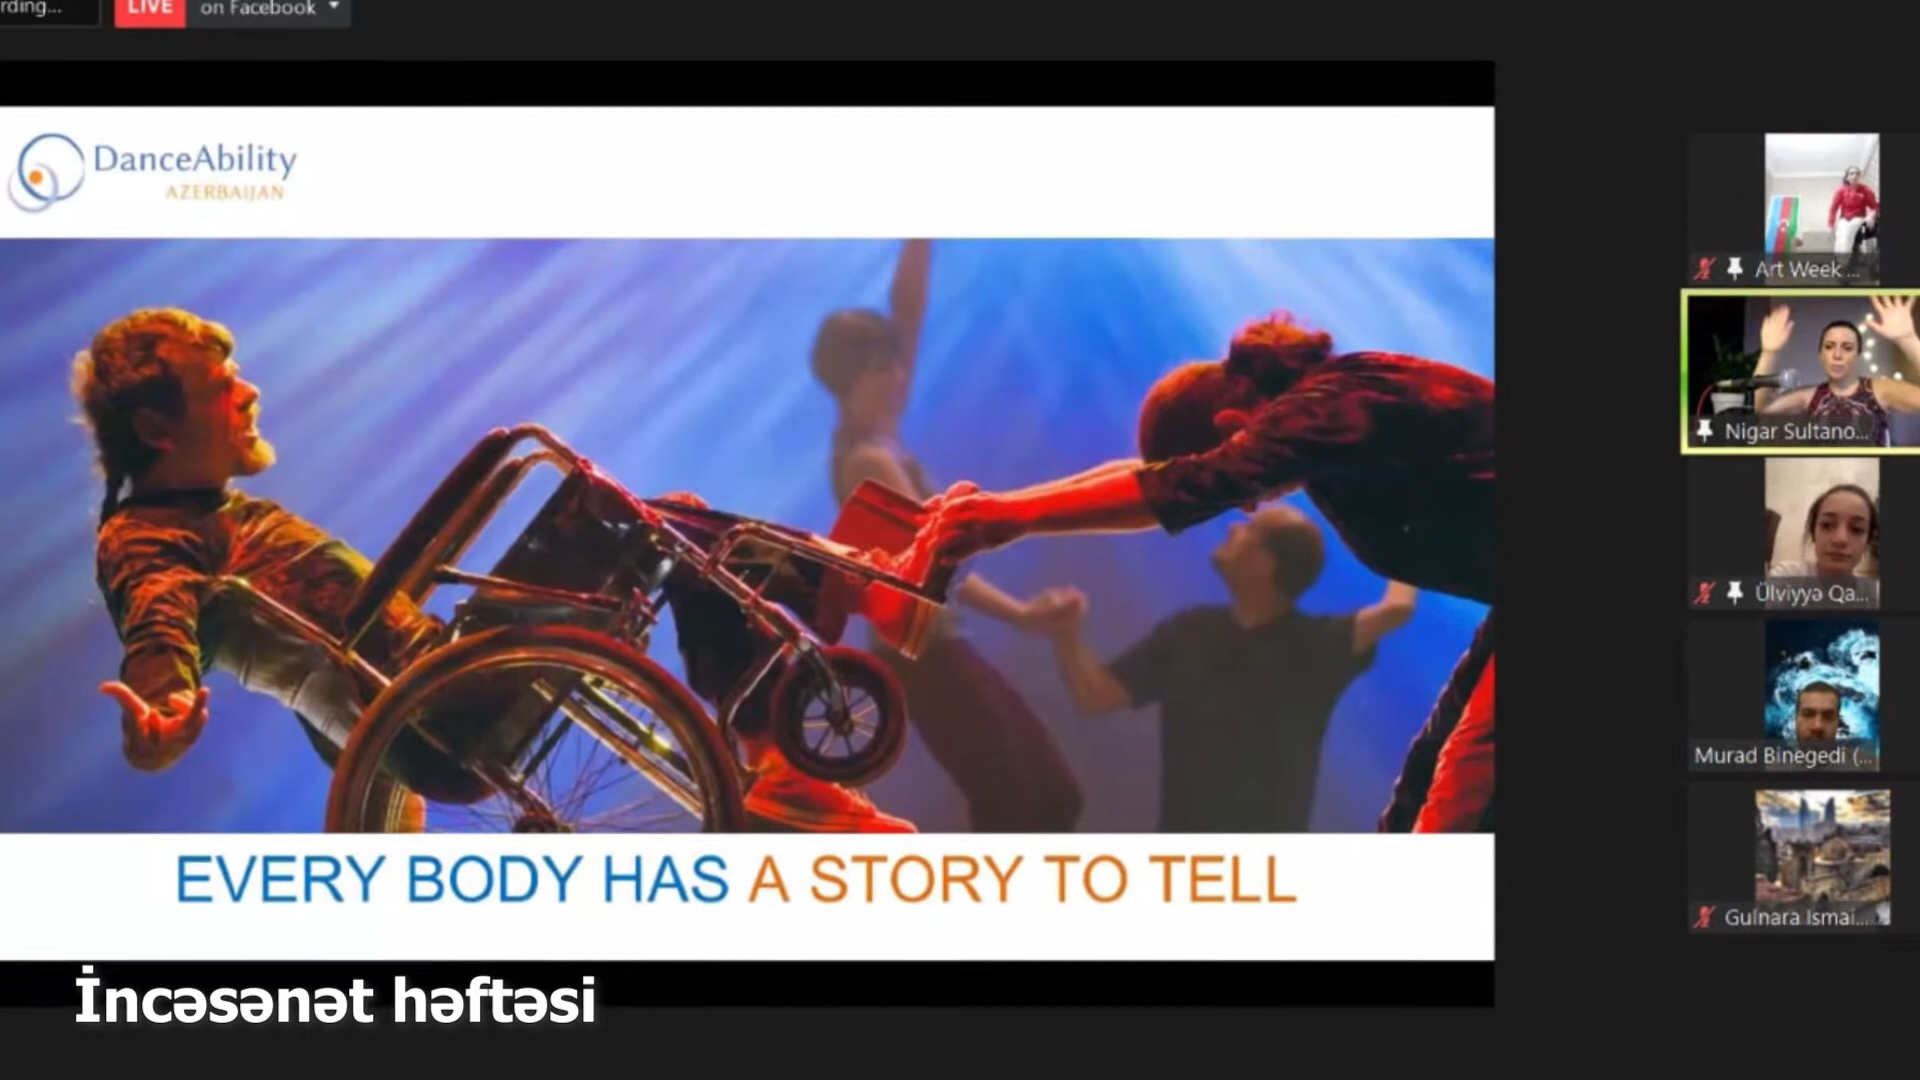 rding...
LIVE on Facebook
DanceAbility
AZERBAIJAN
EVERY BODY HAS A STORY TO TELL
İncəsənət həftəsi
Art Week ...
Nigar Sultano...
Ülviyyə Qa...
Murad Binegedi (...
Gulnara Ismai...